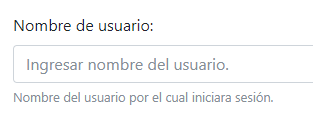 Nombre de usuario:
Ingresar nombre del usuario.
Nombre del usuario por el cual iniciara sesión.